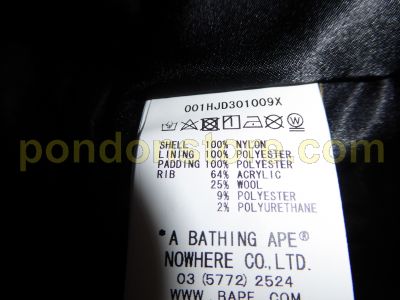 001HJD301009X
SHELL 100% NYLON
LINING 100% POLYESTER
PADDING 100% POLYESTER
RIB 64% ACRYLIC
25% WOOL
9% POLYESTER
2% POLYURETHANE
*A BATHING APE®
NOWHERE CO.,LTD.
03(5772)2524
WWW.BAPE.COM
pondonstore.com